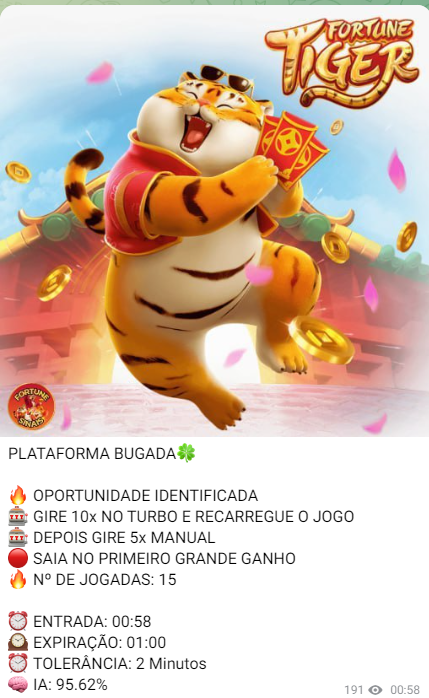 FORTUNE
TIGER
FORTUNE
SINAIS
PLATAFORMA BUGADA🍀
🔥 OPORTUNIDADE IDENTIFICADA
🎰 GIRE 10x NO TURBO E RECARREGUE O JOGO
🎰 DEPOIS GIRE 5x MANUAL
🔴 SAIA NO PRIMEIRO GRANDE GANHO
🔥 Nº DE JOGADAS: 15
⏰ ENTRADA: 00:58
🕰 EXPIRAÇÃO: 01:00
⏰ TOLERÂNCIA: 2 Minutos
🧠 IA: 95.62%
191 00:58